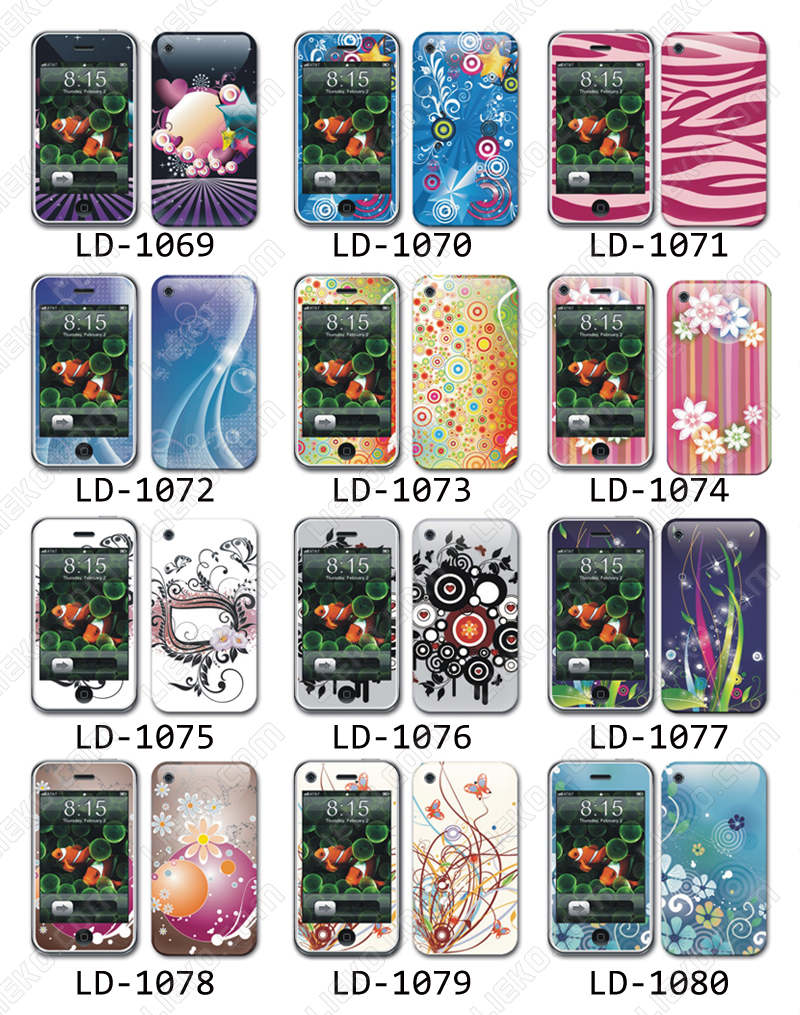 8:15
Thursday, February 2
8:15
Thursday, February 2
8:15
Thursday, February 2
LD-1069
LD-1070
LD-1071
8:15
Thursday, February 2
8:15
Thursday, February 2
8:15
Thursday, February 2
LD-1072
LD-1073
LD-1074
8:15
Thursday, February 2
8:15
Thursday, February 2
8:15
Thursday, February 2
LD-1075
LD-1076
LD-1077
8:15
Thursday, February 2
8:15
Thursday, February 2
8:15
Thursday, February 2
LD-1078
LD-1079
LD-1080
LIEKO.com